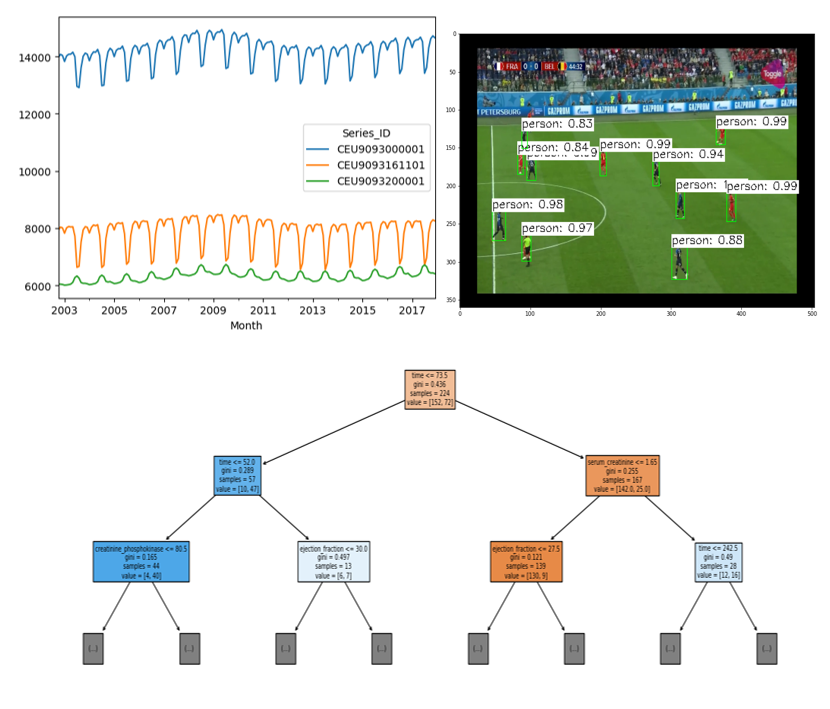 14000
12000
10000
8000
6000
Series_ID
CEU9093000001
CEU9093161101
CEU9093200001
2003
2005
2007
2009
2011
2013
2015
2017
Month
0
50
100
150
200
250
300
350
FRA 0-0 BEL 44:32
Toggle
PETERSBURG
GAZPROM
GAZPROM
GAZPROM
GAZPROM
person: 0.83
person: 0.99
person: 0.84
person: 0.99
person: 0.94
person: 0.99
person: 0.98
person: 0.97
person: 0.88
0
100
200
300
400
500
time <= 73.5
gini = 0.436
samples = 224
value = [152, 72]
time <= 52.0
gini = 0.289
samples = 57
value = [10, 47]
serum_creatinine <= 1.65
gini = 0.255
samples = 167
value = [142.0, 25.0]
creatinine_phosphokinase <= 80.5
gini = 0.165
samples = 44
value = [4, 40]
ejection_fraction <= 30.0
gini = 0.497
samples = 13
value = [6, 7]
ejection_fraction <= 27.5
gini = 0.121
samples = 139
value = [130, 9]
time <= 242.5
gini = 0.49
samples = 28
value = [12, 16]
(...)
(...)
(...)
(...)
(...)
(...)
(...)
(...)